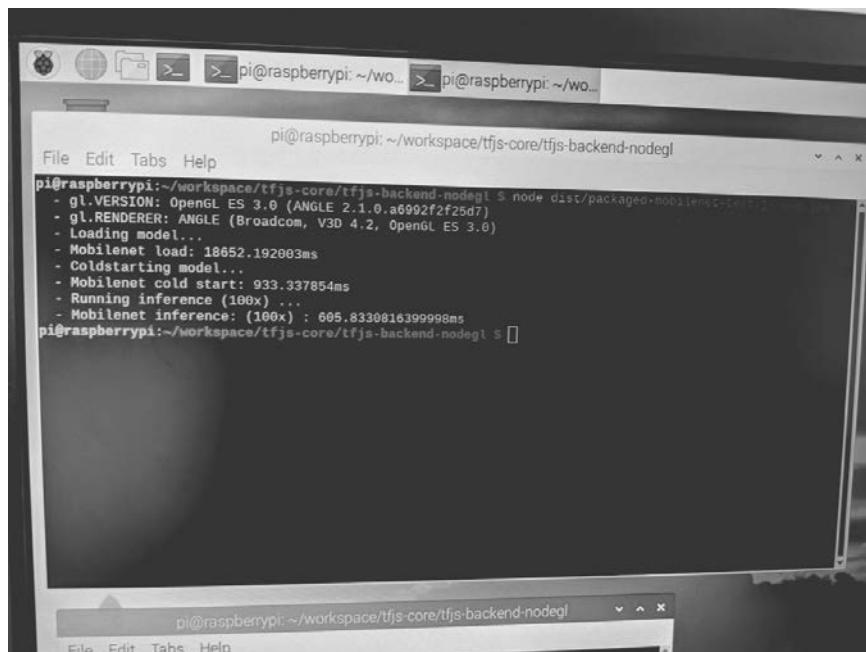 pi@raspberrypi: ~/wo... pi@raspberrypi: ~/wo...
pi@raspberrypi: ~/workspace/tfjs-core/tfjs-backend-nodegl
File Edit Tabs Help
pi@raspberrypi:~/workspace/tfjs-core/tfjs-backend-nodegl $ node dist/packaged-mobilenet-test
- gl.VERSION: OpenGL ES 3.0 (ANGLE 2.1.0.a6992f2f25d7)
- gl.RENDERER: ANGLE (Broadcom, V3D 4.2, OpenGL ES 3.0)
- Loading model...
- Mobilenet load: 18652.192003ms
- Coldstarting model...
- Mobilenet cold start: 933.337854ms
- Running inference (100x) ...
- Mobilenet inference: (100x) : 605.8330816399998ms
pi@raspberrypi:~/workspace/tfjs-core/tfjs-backend-nodegl $
pi@raspberrypi: ~/workspace/tfjs-core/tfjs-backend-nodegl
File Edit Tabs Help